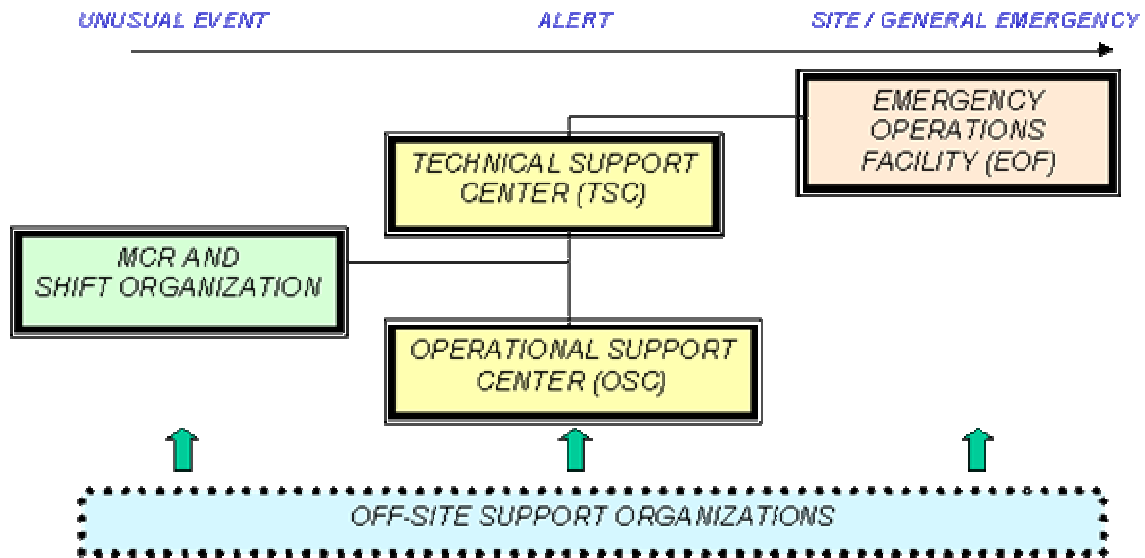 UNUSUAL EVENT
ALERT
SITE / GENERAL EMERGENCY
EMERGENCY
OPERATIONS
FACILITY (EOF)
TECHNICAL SUPPORT
CENTER (TSC)
MCR AND
SHIFT ORGANIZATION
OPERATIONAL SUPPORT
CENTER (OSC)
OFF-SITE SUPPORT ORGANIZATIONS